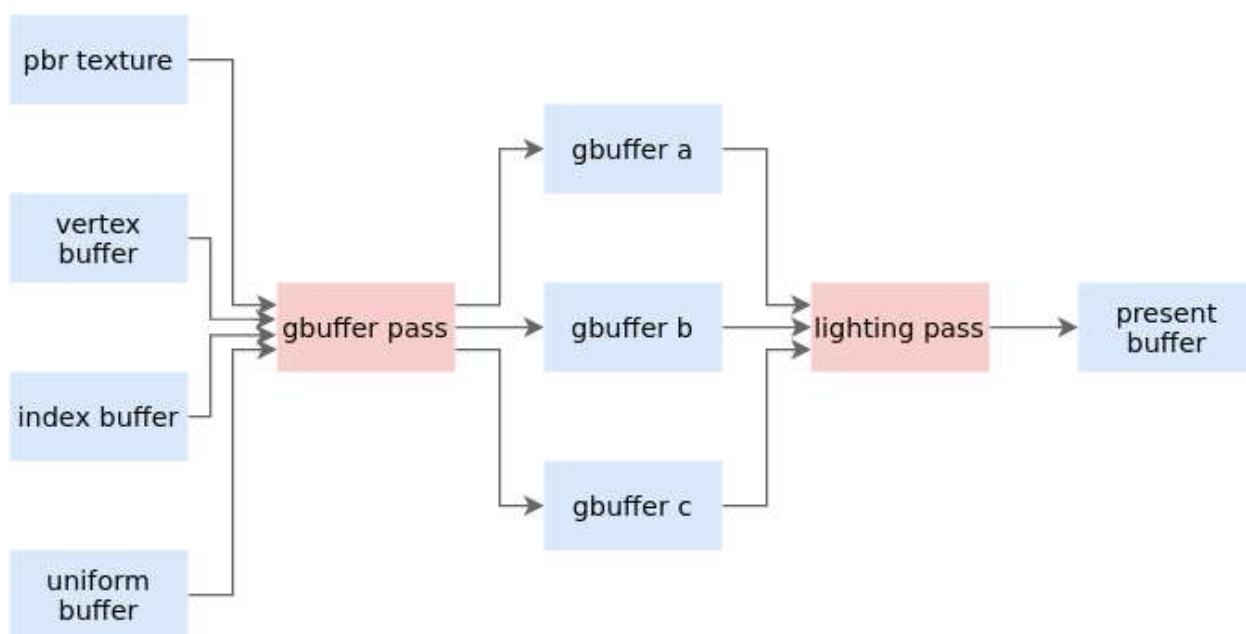 pbr texture
vertex
buffer
index buffer
uniform
buffer
gbuffer pass
gbuffer a
gbuffer b
gbuffer c
lighting pass
present
buffer